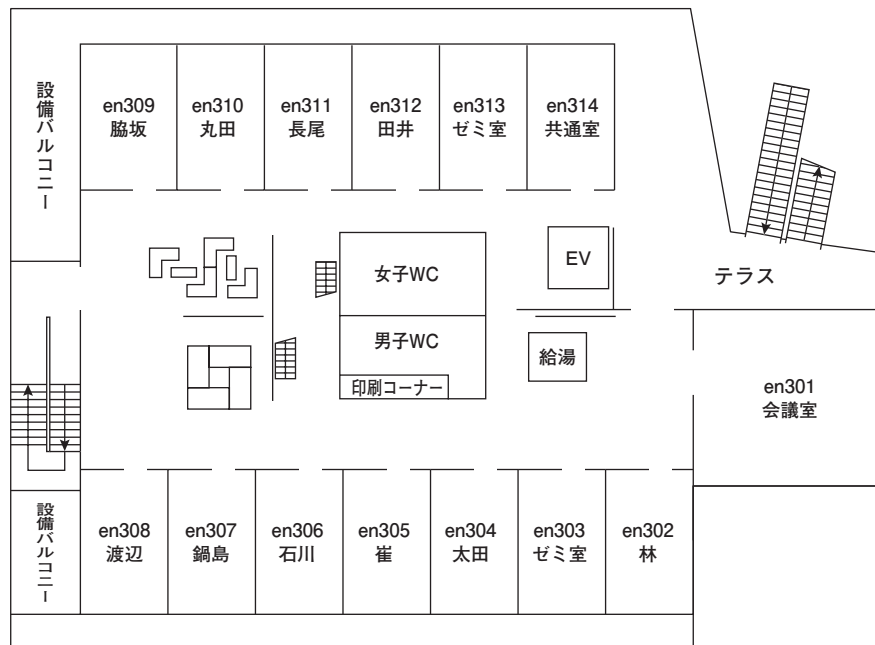 設備バルコニー
en309
脇坂
en310
丸田
en311
長尾
en312
田井
en313
ゼミ室
en314
共通室
女子WC
EV
テラス
男子WC
給湯
印刷コーナー
en301
会議室
設備バルコニー
en308
渡辺
en307
鍋島
en306
石川
en305
崔
en304
太田
en303
ゼミ室
en302
林